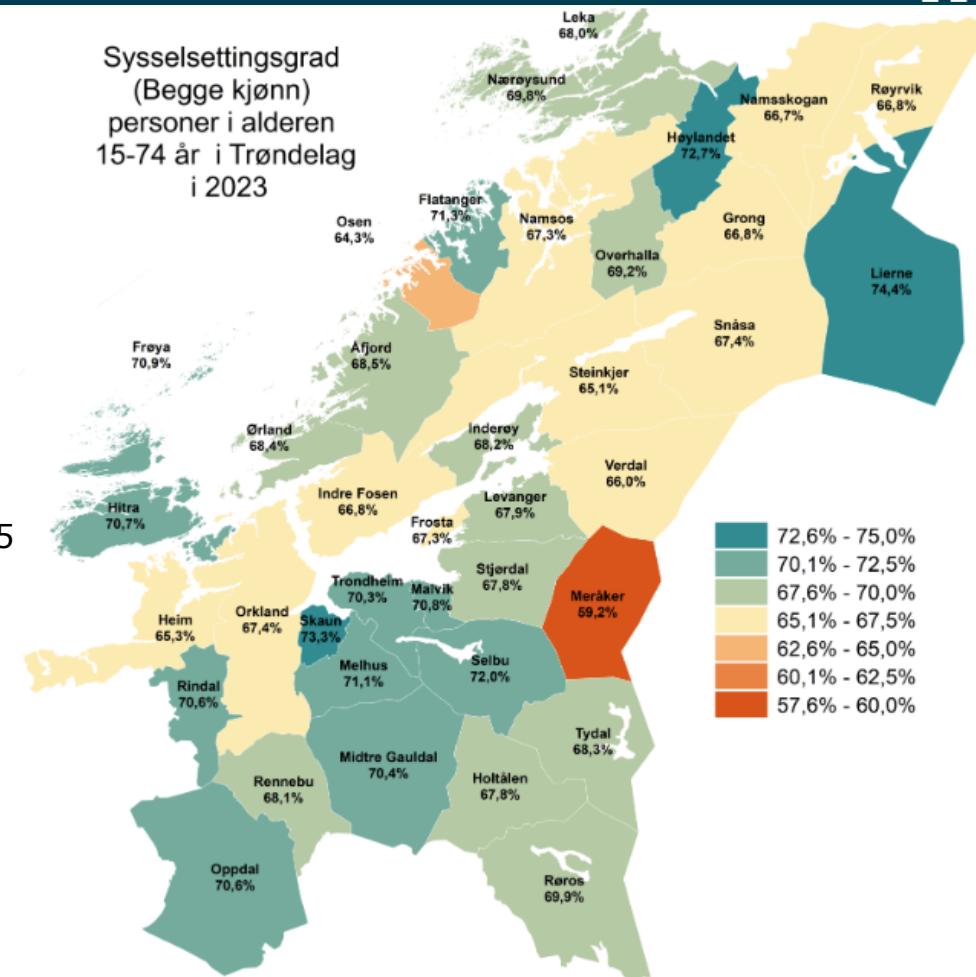 Sysselsettingsgrad
(Begge kjønn)
personer i alderen
15-74 år i Trøndelag
i 2023
Leka
68,0%
Nærøysund
69,8%
Namsskogan
66,7%
Røyrvik
66,8%
Høylandet
72,7%
Flatanger
71,3%
Osen
64,3%
Namsos
67,3%
Grong
66,8%
Overhalla
69,2%
Lierne
74,4%
Snåsa
67,4%
Frøya
70,9%
Åfjord
68,5%
Steinkjer
65,1%
Ørland
68,4%
Inderøy
68,2%
Verdal
66,0%
Indre Fosen
66,8%
Levanger
67,9%
Hitra
70,7%
Frosta
67,3%
5
Stjørdal
67,8%
Trondheim
70,3%
Malvik
70,8%
Meråker
59,2%
Heim
65,3%
Orkland
67,4%
Skaun
73,3%
Melhus
71,1%
Selbu
72,0%
Rindal
70,6%
Tydal
68,3%
Midtre Gauldal
70,4%
Rennebu
68,1%
Holtålen
67,8%
Oppdal
70,6%
Røros
69,9%
72,6% - 75,0%
70,1% - 72,5%
67,6% - 70,0%
65,1% - 67,5%
62,6% - 65,0%
60,1% - 62,5%
57,6% - 60,0%